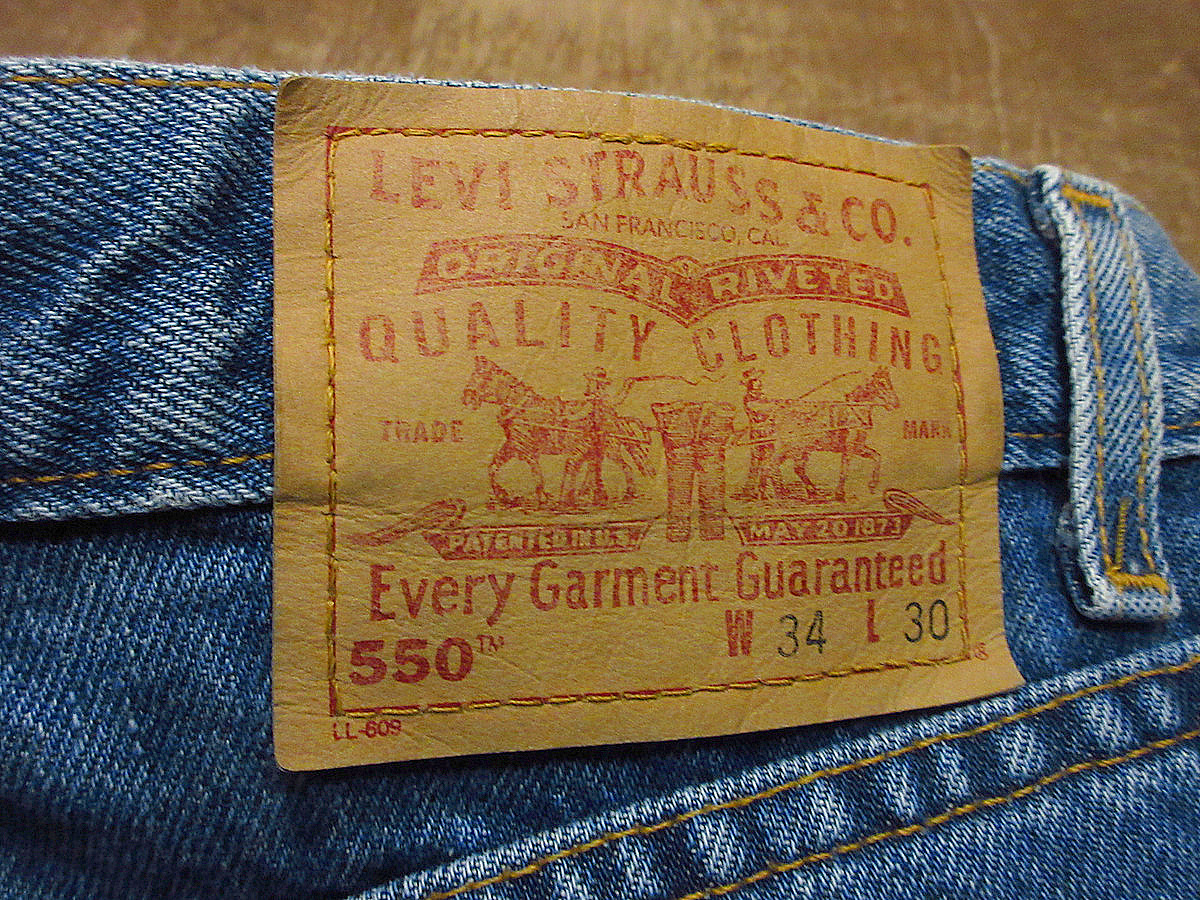 LEVI STRAUSS & CO.
SAN FRANCISCO, CAL.
ORIGINAL RIVETED
QUALITY CLOTHING
TRADE MARK
PATENTED IN U.S. MAY 20 1873
Every Garment Guaranteed
550™ W 34 L 30
LL-609